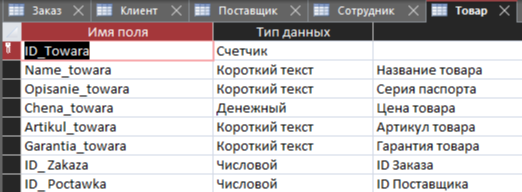 Заказ Клиент Поставщик Сотрудник Товар
Имя поля Тип данных
ID_Towara Счетчик
Name_towara Короткий текст Название товара
Opisanie_towara Короткий текст Серия паспорта
Chena_towara Денежный Цена товара
Artikul_towara Короткий текст Артикул товара
Garantia_towara Короткий текст Гарантия товара
ID_ Zakaza Числовой ID Заказа
ID_ Poctawka Числовой ID Поставщика